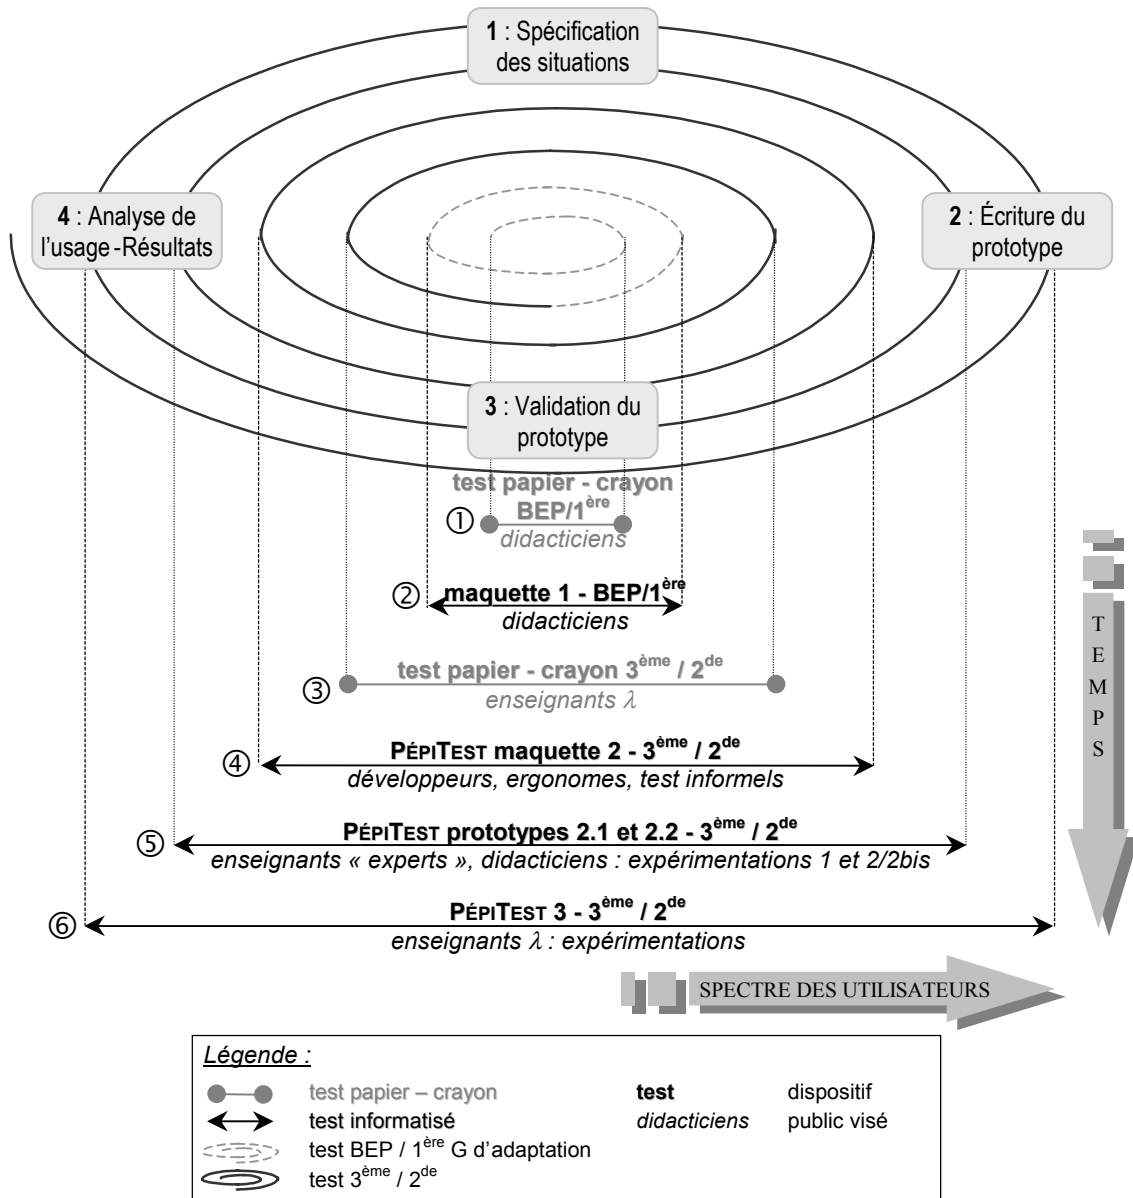 1 : Spécification
des situations
4 : Analyse de
l'usage -Résultats
2 : Écriture du
prototype
3 : Validation du
prototype
test papier - crayon
BEP/1ère
①
didacticiens
② maquette 1 - BEP/1ère
didacticiens
test papier - crayon 3ème / 2de
③
enseignants λ
PÉPITEST maquette 2 - 3ème / 2de
④
développeurs, ergonomes, test informels
PÉPITEST prototypes 2.1 et 2.2 - 3ème / 2de
⑤
enseignants « experts », didacticiens : expérimentations 1 et 2/2bis
PÉPITEST 3 - 3ème / 2de
⑥
enseignants λ : expérimentations
TEMPS
SPECTRE DES UTILISATEURS
Légende :
test papier – crayon test dispositif
test informatisé didacticiens public visé
test BEP / 1ère G d'adaptation
test 3ème / 2de